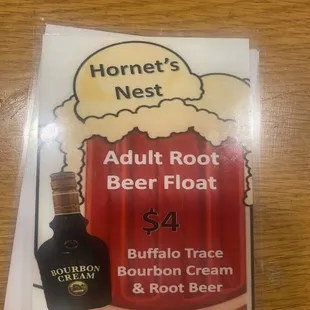 Hornet's
Nest
Adult Root
Beer Float
$4
Buffalo Trace
Bourbon Cream
& Root Beer
BOURBON
CREAM